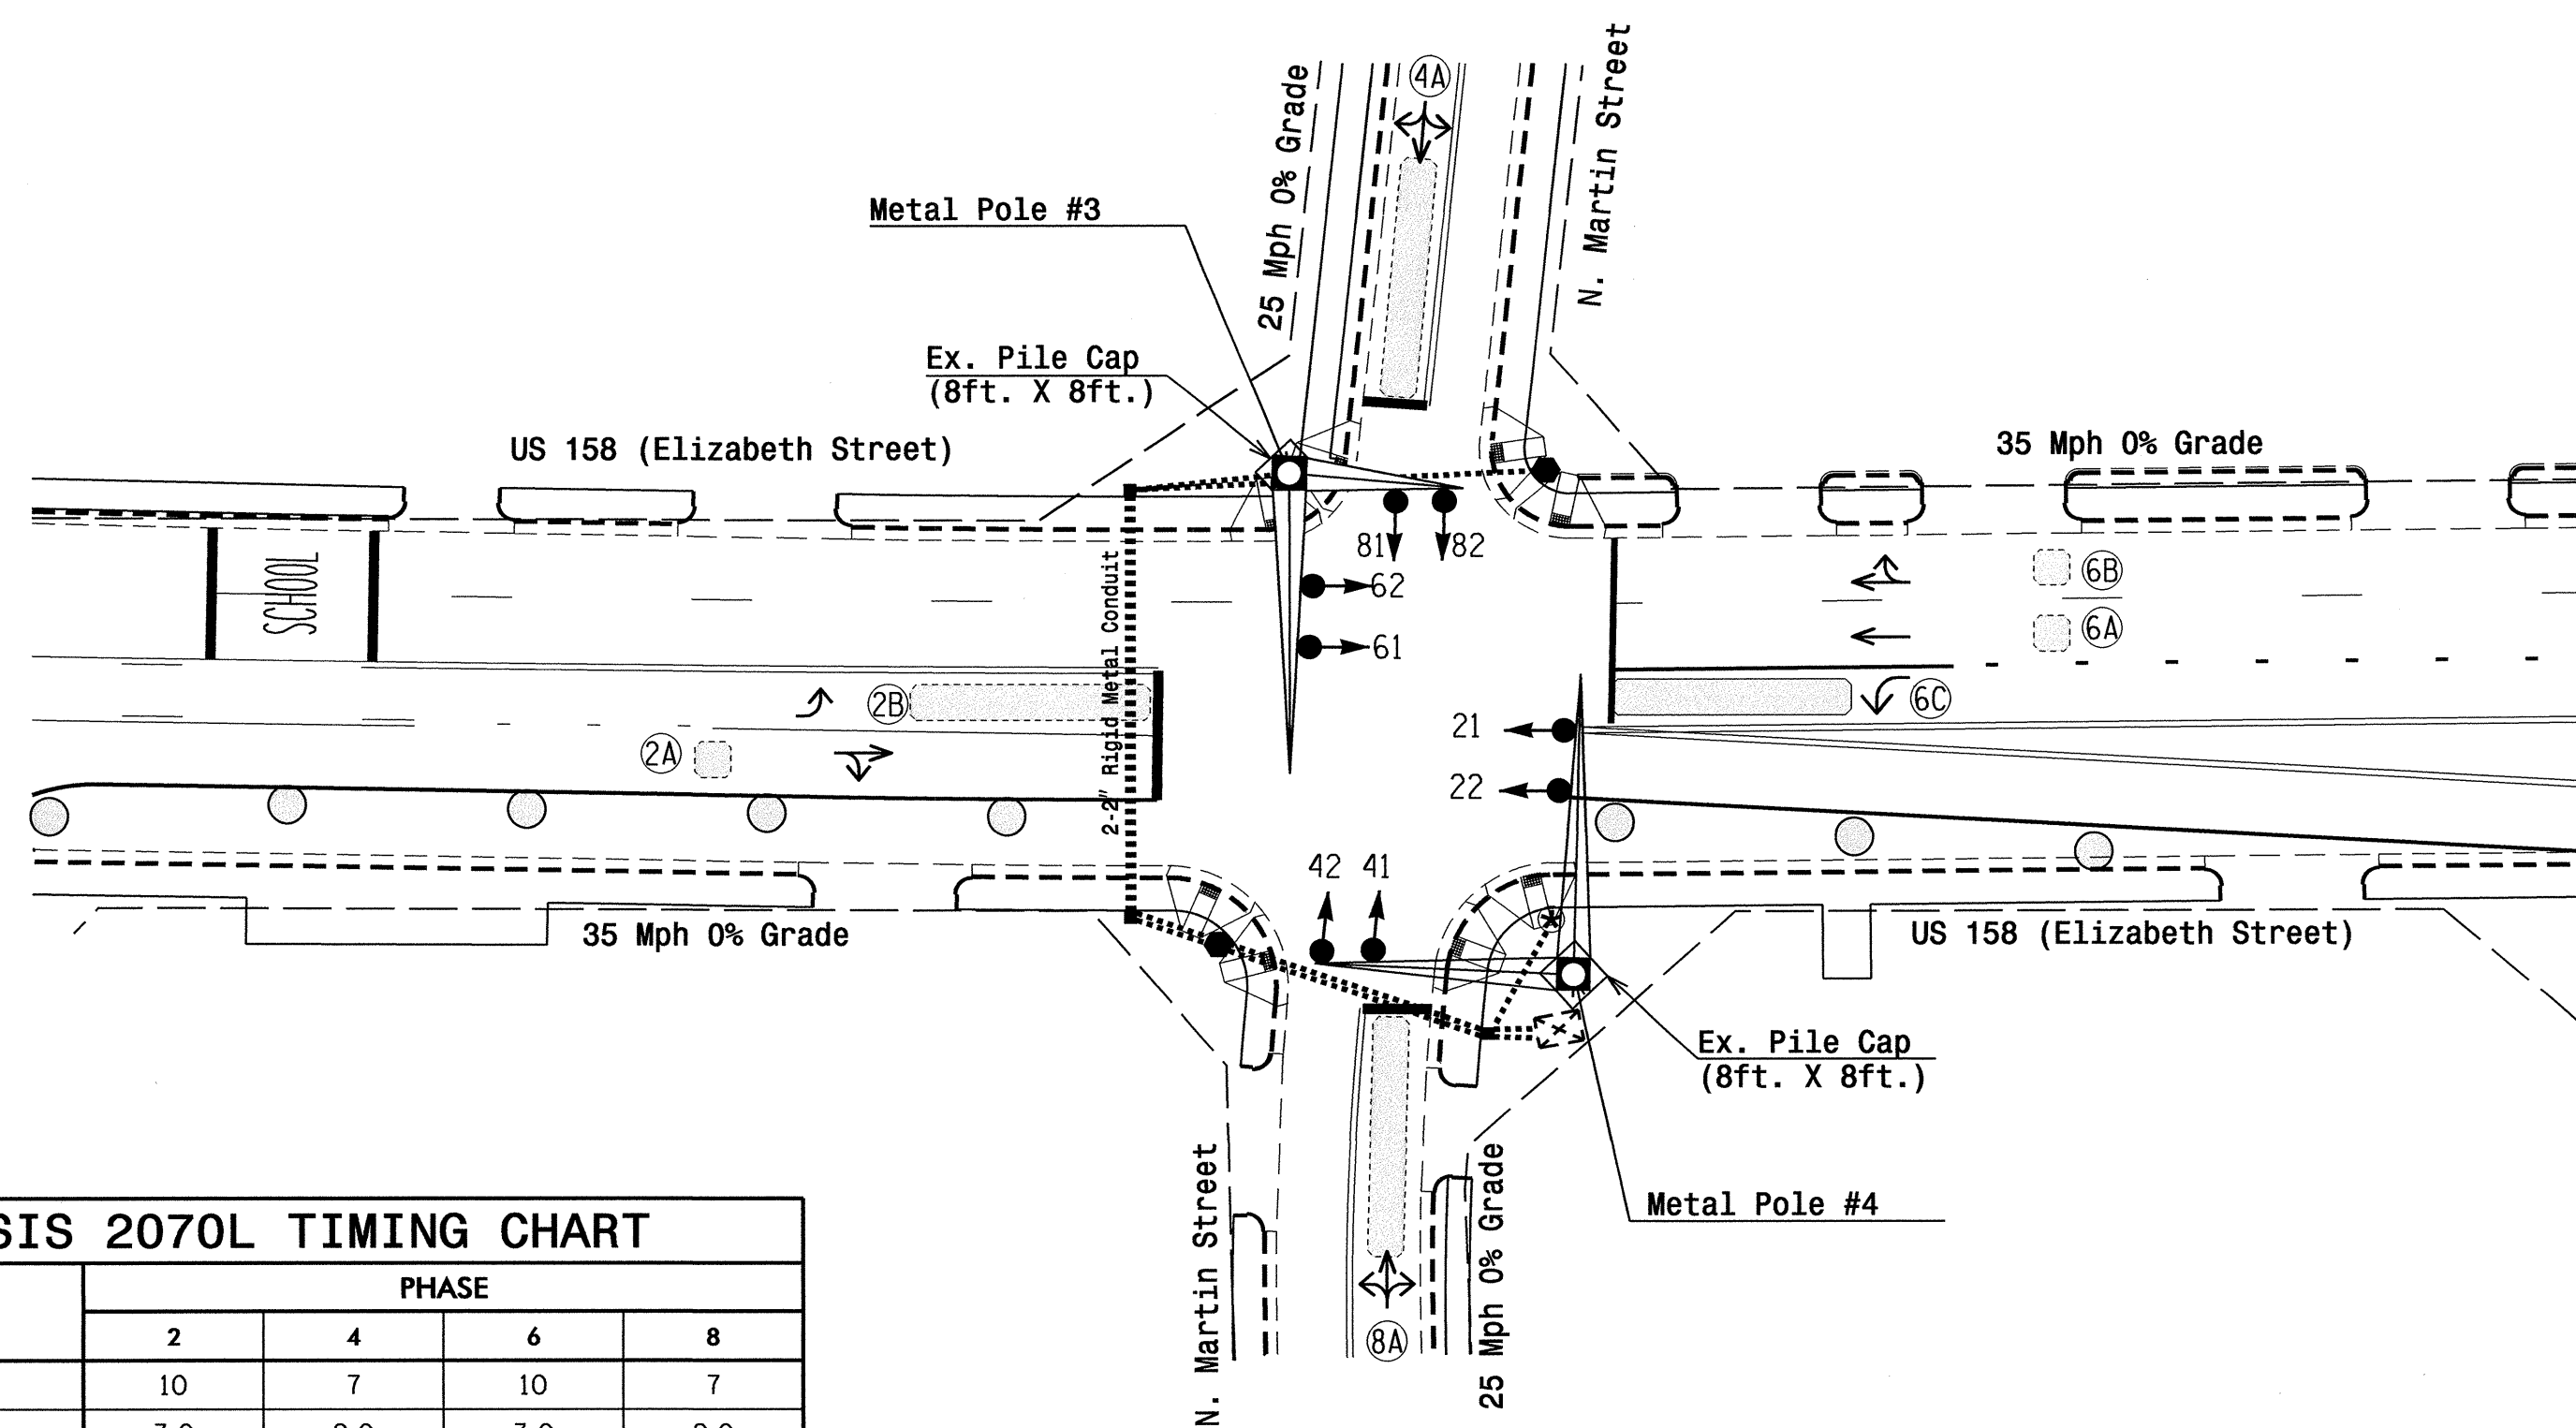 4A
N. Martin Street
25 Mph 0% Grade
Metal Pole #3
Ex. Pile Cap
(8ft. X 8ft.)
US 158 (Elizabeth Street)
35 Mph 0% Grade
81
82
62
61
SCHOOL
2-2" Rigid Metal Conduit
6B
6A
6C
2B
2A
21
22
42 41
35 Mph 0% Grade
US 158 (Elizabeth Street)
Ex. Pile Cap
(8ft. X 8ft.)
Metal Pole #4
N. Martin Street
25 Mph 0% Grade
8A
SIS 2070L TIMING CHART
PHASE
2 4 6 8
10 7 10 7